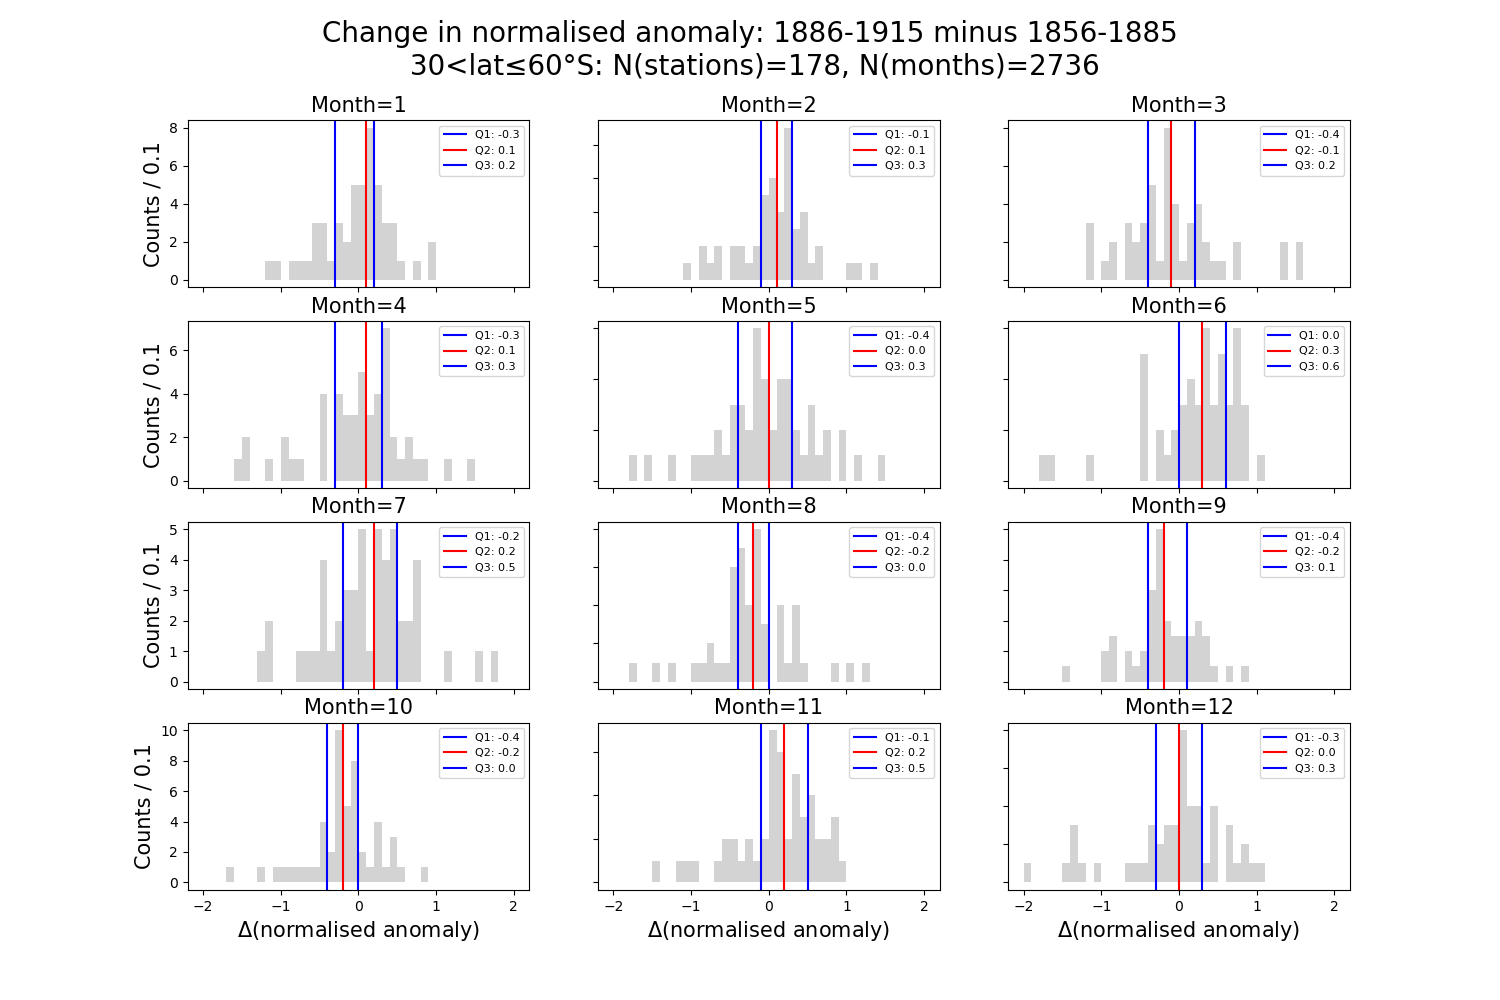 Change in normalised anomaly: 1886-1915 minus 1856-1885
30<lat≤60°S: N(stations)=178, N(months)=2736
Month=1
Month=2
Month=3
Counts / 0.1
8
6
4
2
0
Q1: -0.3
Q2: 0.1
Q3: 0.2
Q1: -0.1
Q2: 0.1
Q3: 0.3
Q1: -0.4
Q2: -0.1
Q3: 0.2
Month=4
Month=5
Month=6
Counts / 0.1
6
4
2
0
Q1: -0.3
Q2: 0.1
Q3: 0.3
Q1: -0.4
Q2: 0.0
Q3: 0.3
Q1: 0.0
Q2: 0.3
Q3: 0.6
Month=7
Month=8
Month=9
Counts / 0.1
5
4
3
2
1
0
Q1: -0.2
Q2: 0.2
Q3: 0.5
Q1: -0.4
Q2: -0.2
Q3: 0.0
Q1: -0.4
Q2: -0.2
Q3: 0.1
Month=10
Month=11
Month=12
Counts / 0.1
10
8
6
4
2
0
Q1: -0.4
Q2: -0.2
Q3: 0.0
Q1: -0.1
Q2: 0.2
Q3: 0.5
Q1: -0.3
Q2: 0.0
Q3: 0.3
−2 −1 0 1 2
−2 −1 0 1 2
−2 −1 0 1 2
Δ(normalised anomaly)
Δ(normalised anomaly)
Δ(normalised anomaly)